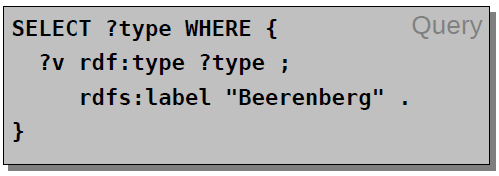 Query
SELECT ?type WHERE {
  ?v rdf:type ?type ;
     rdfs:label "Beerenberg" .
}